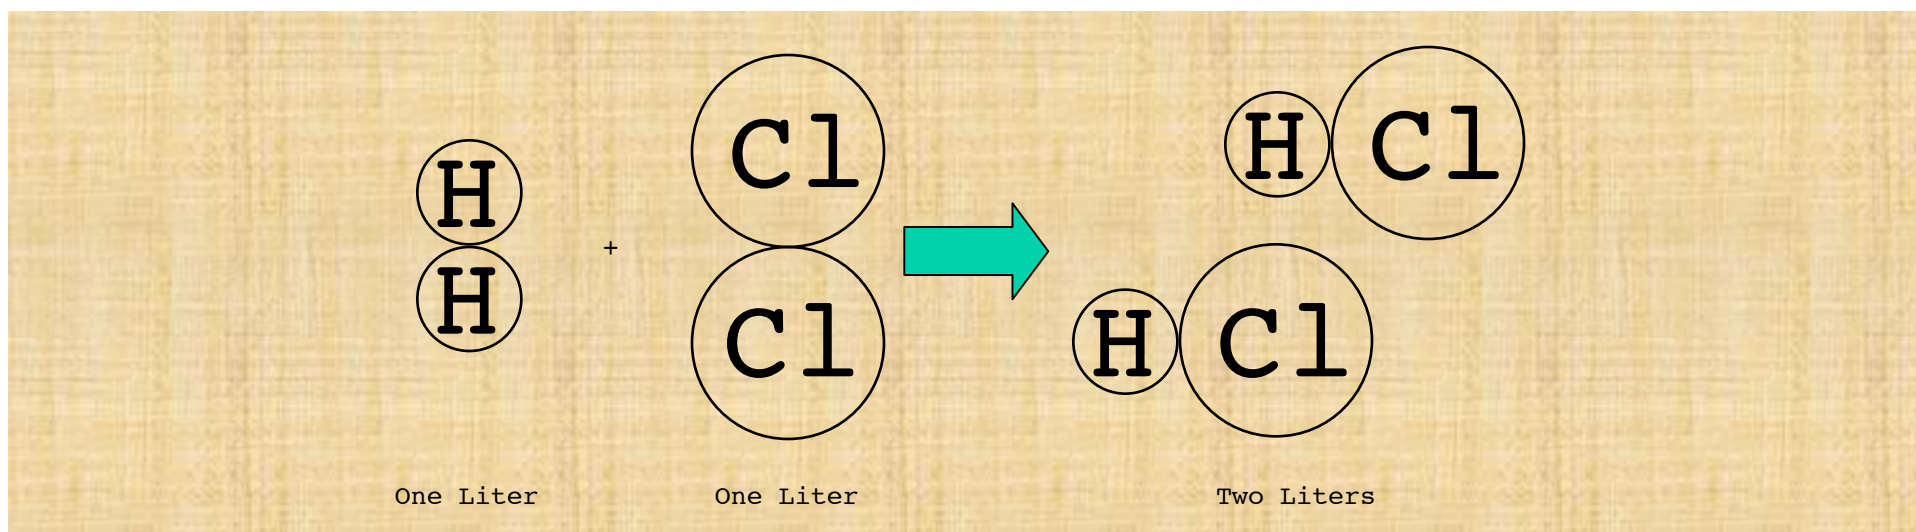 H
H
+
Cl
Cl
H Cl
H Cl
One Liter
One Liter
Two Liters